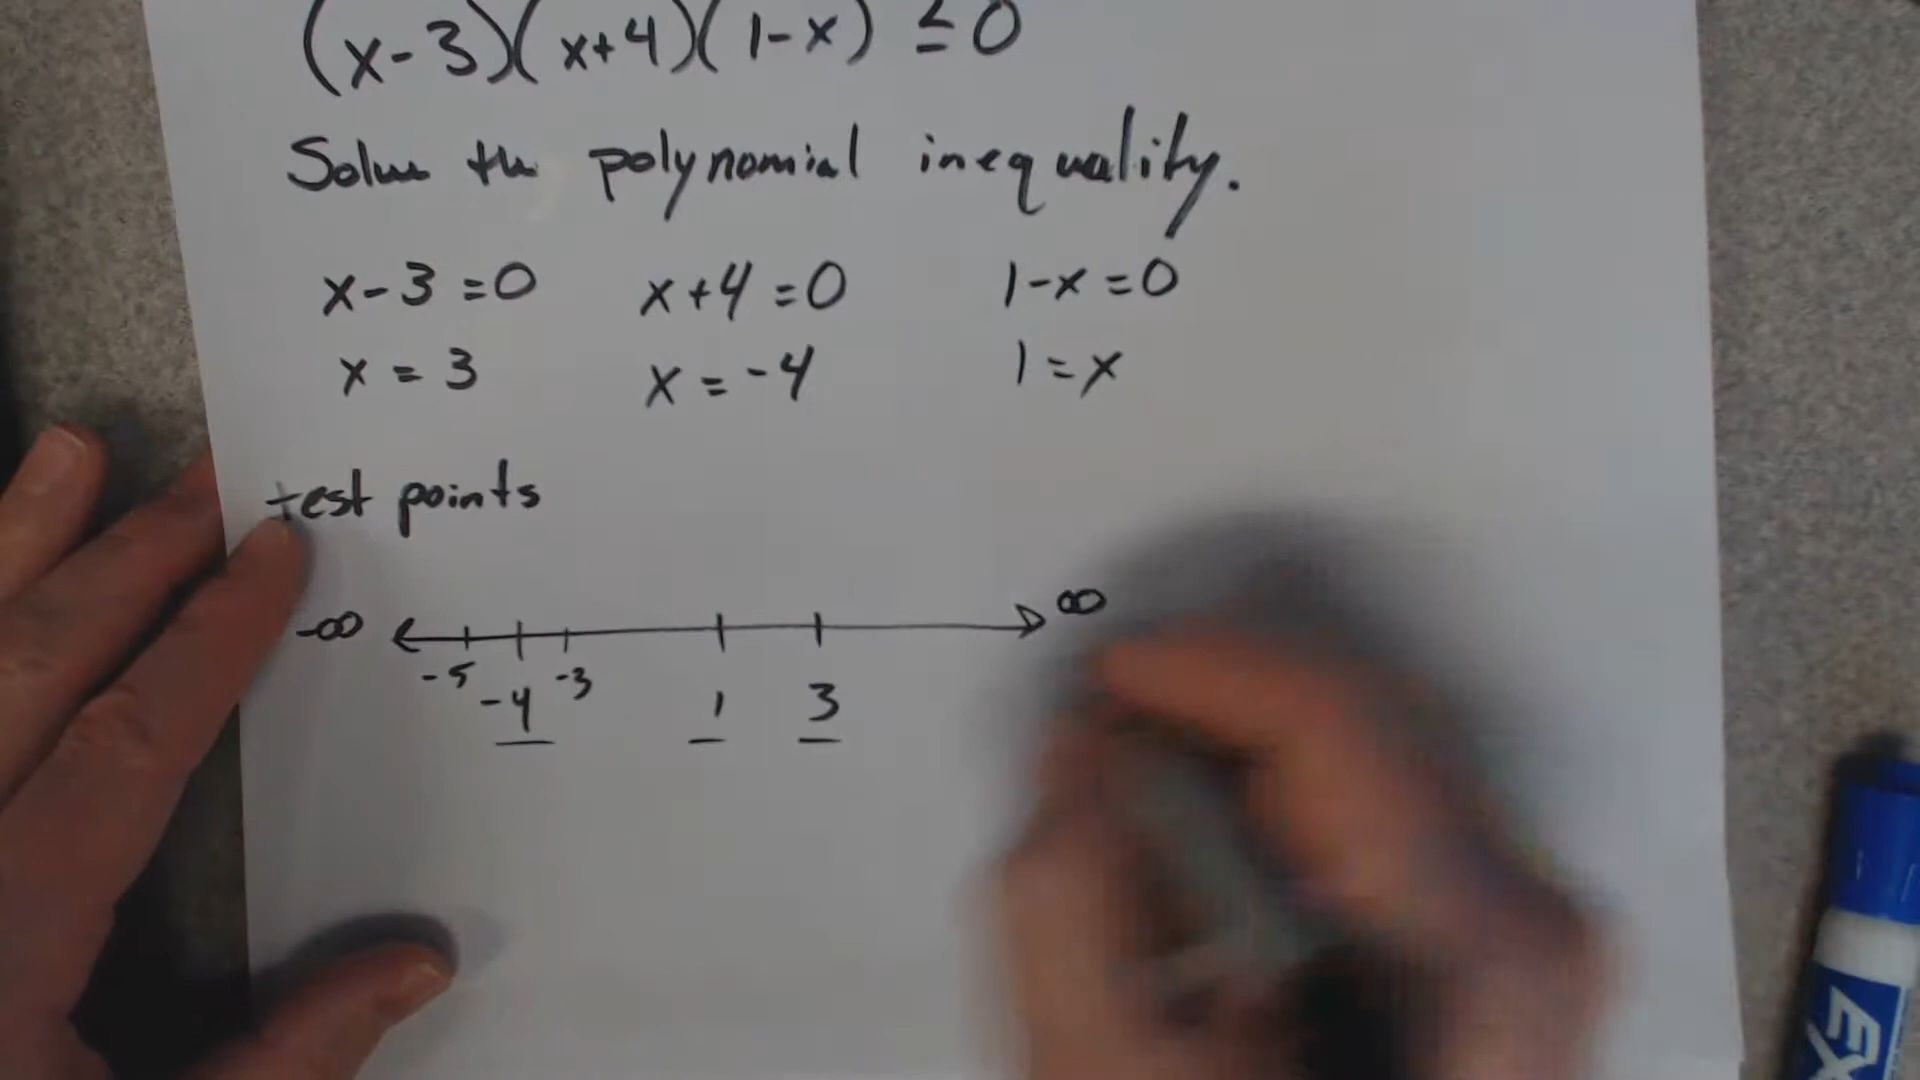 (x-3)(x+4)(1-x) ≤ 0
Solve the polynomial inequality.
x-3=0 x+4=0 1-x=0
x=3 x=-4 1=x
test points
-∞ ∞
-5 -4 -3 1 3
EX